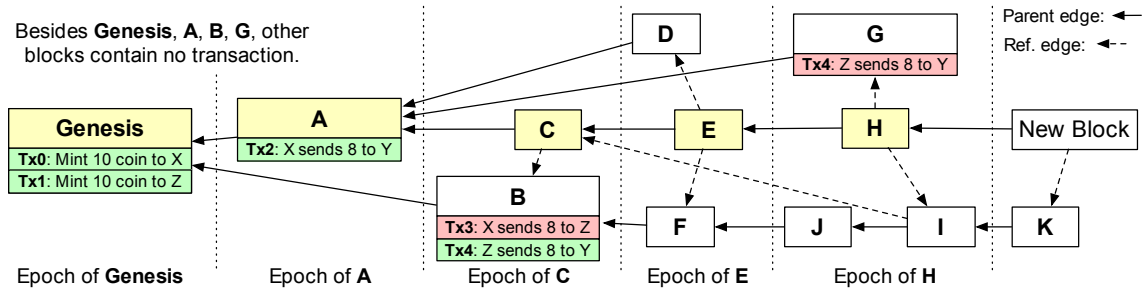 Besides Genesis, A, B, G, other
blocks contain no transaction.
Parent edge:
Ref. edge:
Genesis
Tx0: Mint 10 coin to X
Tx1: Mint 10 coin to Z
A
Tx2: X sends 8 to Y
C
B
Tx3: X sends 8 to Z
Tx4: Z sends 8 to Y
D
E
F
G
Tx4: Z sends 8 to Y
H
J
I
New Block
K
Epoch of Genesis
Epoch of A
Epoch of C
Epoch of E
Epoch of H